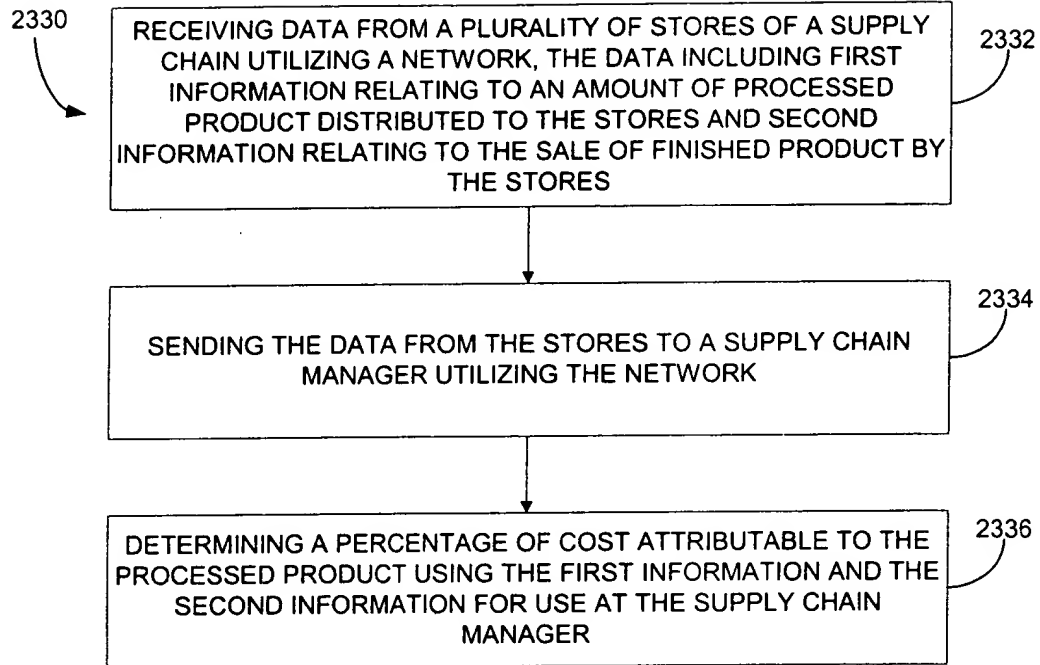 2330
RECEIVING DATA FROM A PLURALITY OF STORES OF A SUPPLY
CHAIN UTILIZING A NETWORK, THE DATA INCLUDING FIRST
INFORMATION RELATING TO AN AMOUNT OF PROCESSED
PRODUCT DISTRIBUTED TO THE STORES AND SECOND
INFORMATION RELATING TO THE SALE OF FINISHED PRODUCT BY
THE STORES
2332
SENDING THE DATA FROM THE STORES TO A SUPPLY CHAIN
MANAGER UTILIZING THE NETWORK
2334
DETERMINING A PERCENTAGE OF COST ATTRIBUTABLE TO THE
PROCESSED PRODUCT USING THE FIRST INFORMATION AND THE
SECOND INFORMATION FOR USE AT THE SUPPLY CHAIN
MANAGER
2336